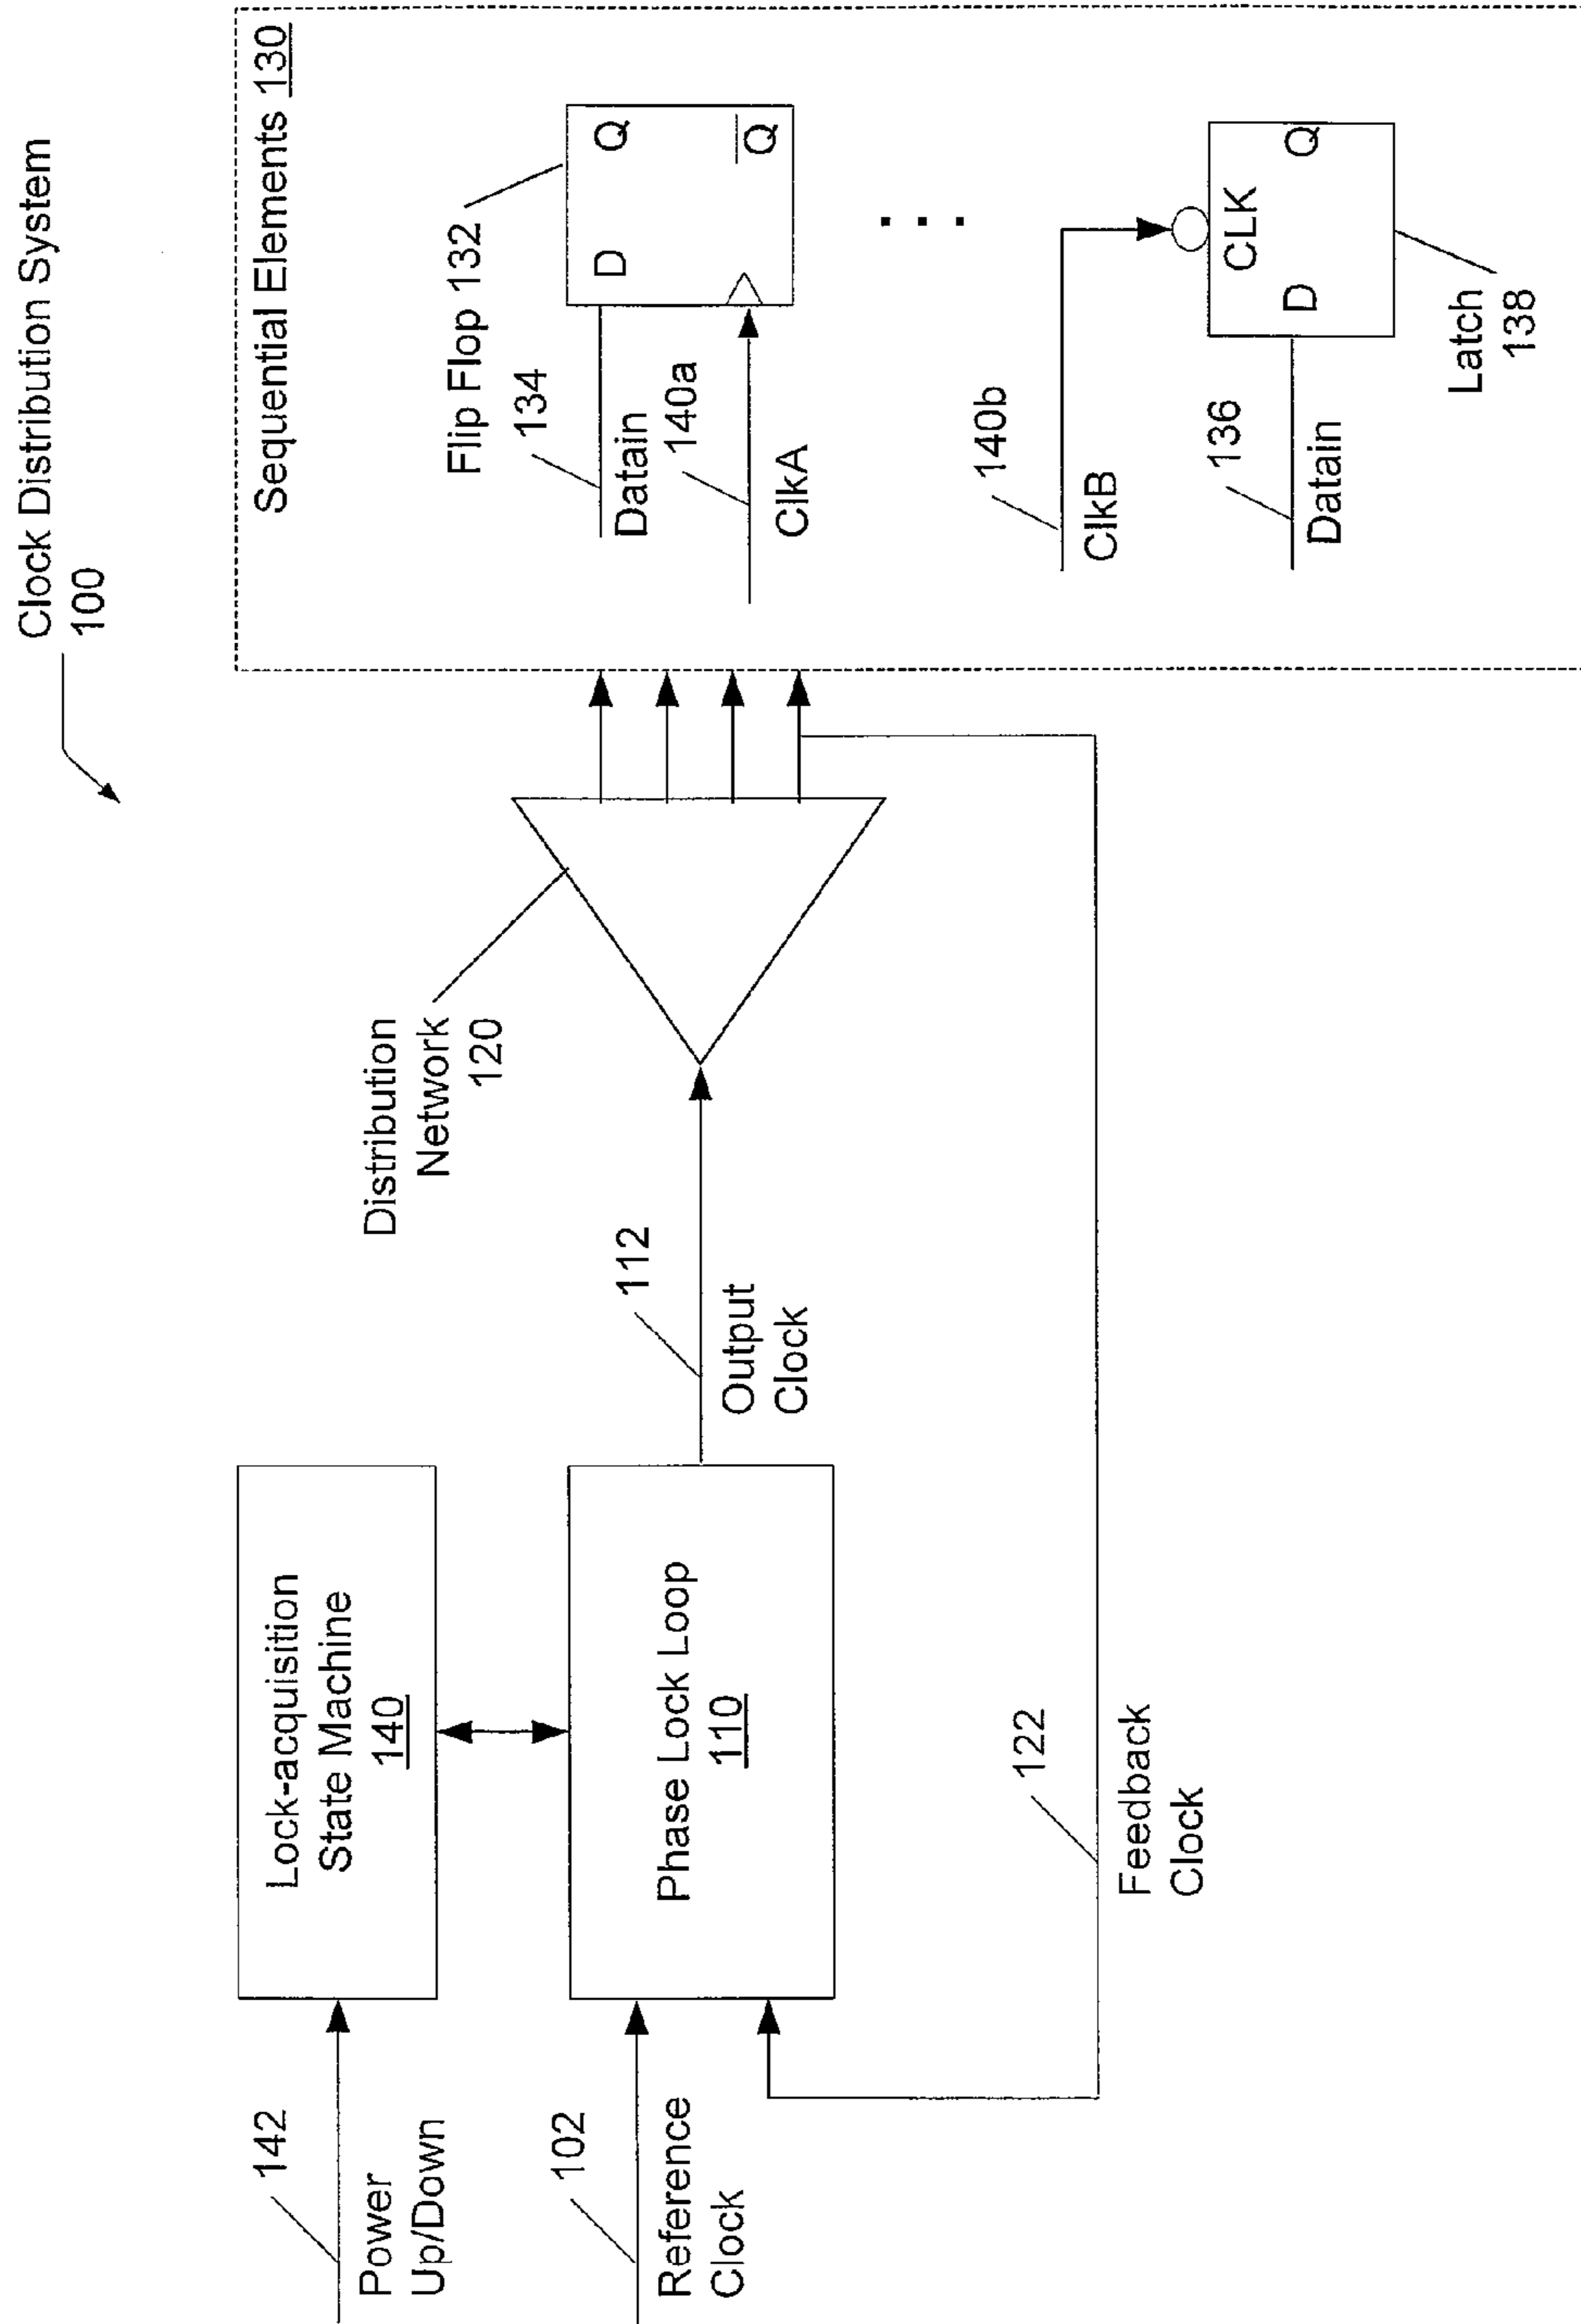 Clock Distribution System
100
Lock-acquisition
State Machine
140
142
Power
Up/Down
Phase Lock Loop
110
102
Reference
Clock
112
Output
Clock
Distribution
Network
120
122
Feedback
Clock
Sequential Elements 130
Flip Flop 132
134
Datain
140a
ClkA
D
Q
Q̅
140b
ClkB
136
Datain
CLK
D
Q
Latch
138